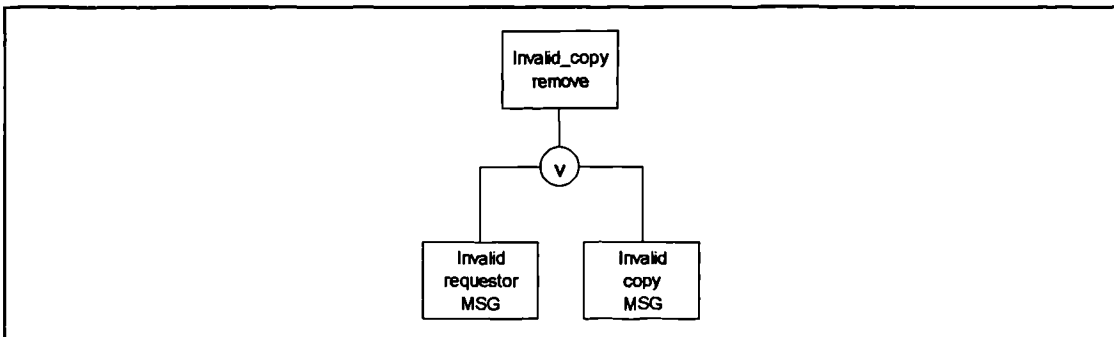 Invalid_copy
remove
v
Invalid
requestor
MSG
Invalid
copy
MSG